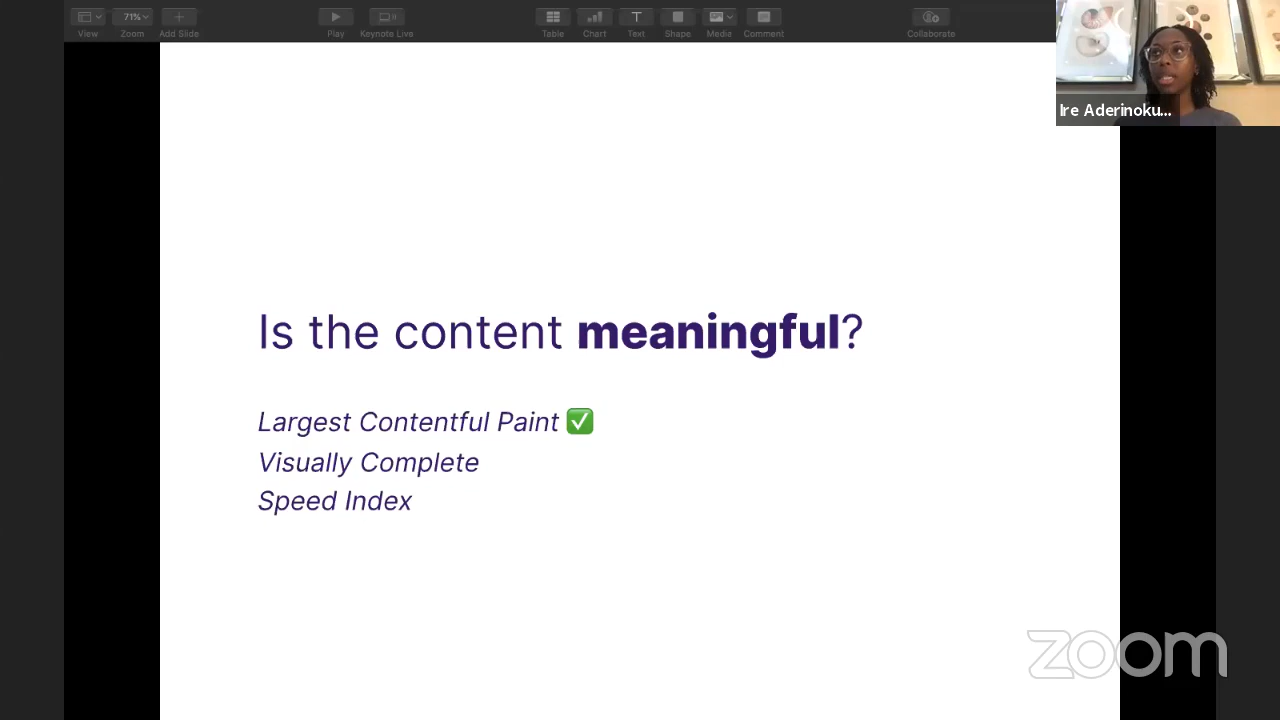 View
71%
Zoom
Add Slide
Play
Keynote Live
Table
Chart
Text
Shape
Media
Comment
Collaborate
Ire Aderinoku...
Is the content meaningful?
Largest Contentful Paint ✅
Visually Complete
Speed Index
zoom